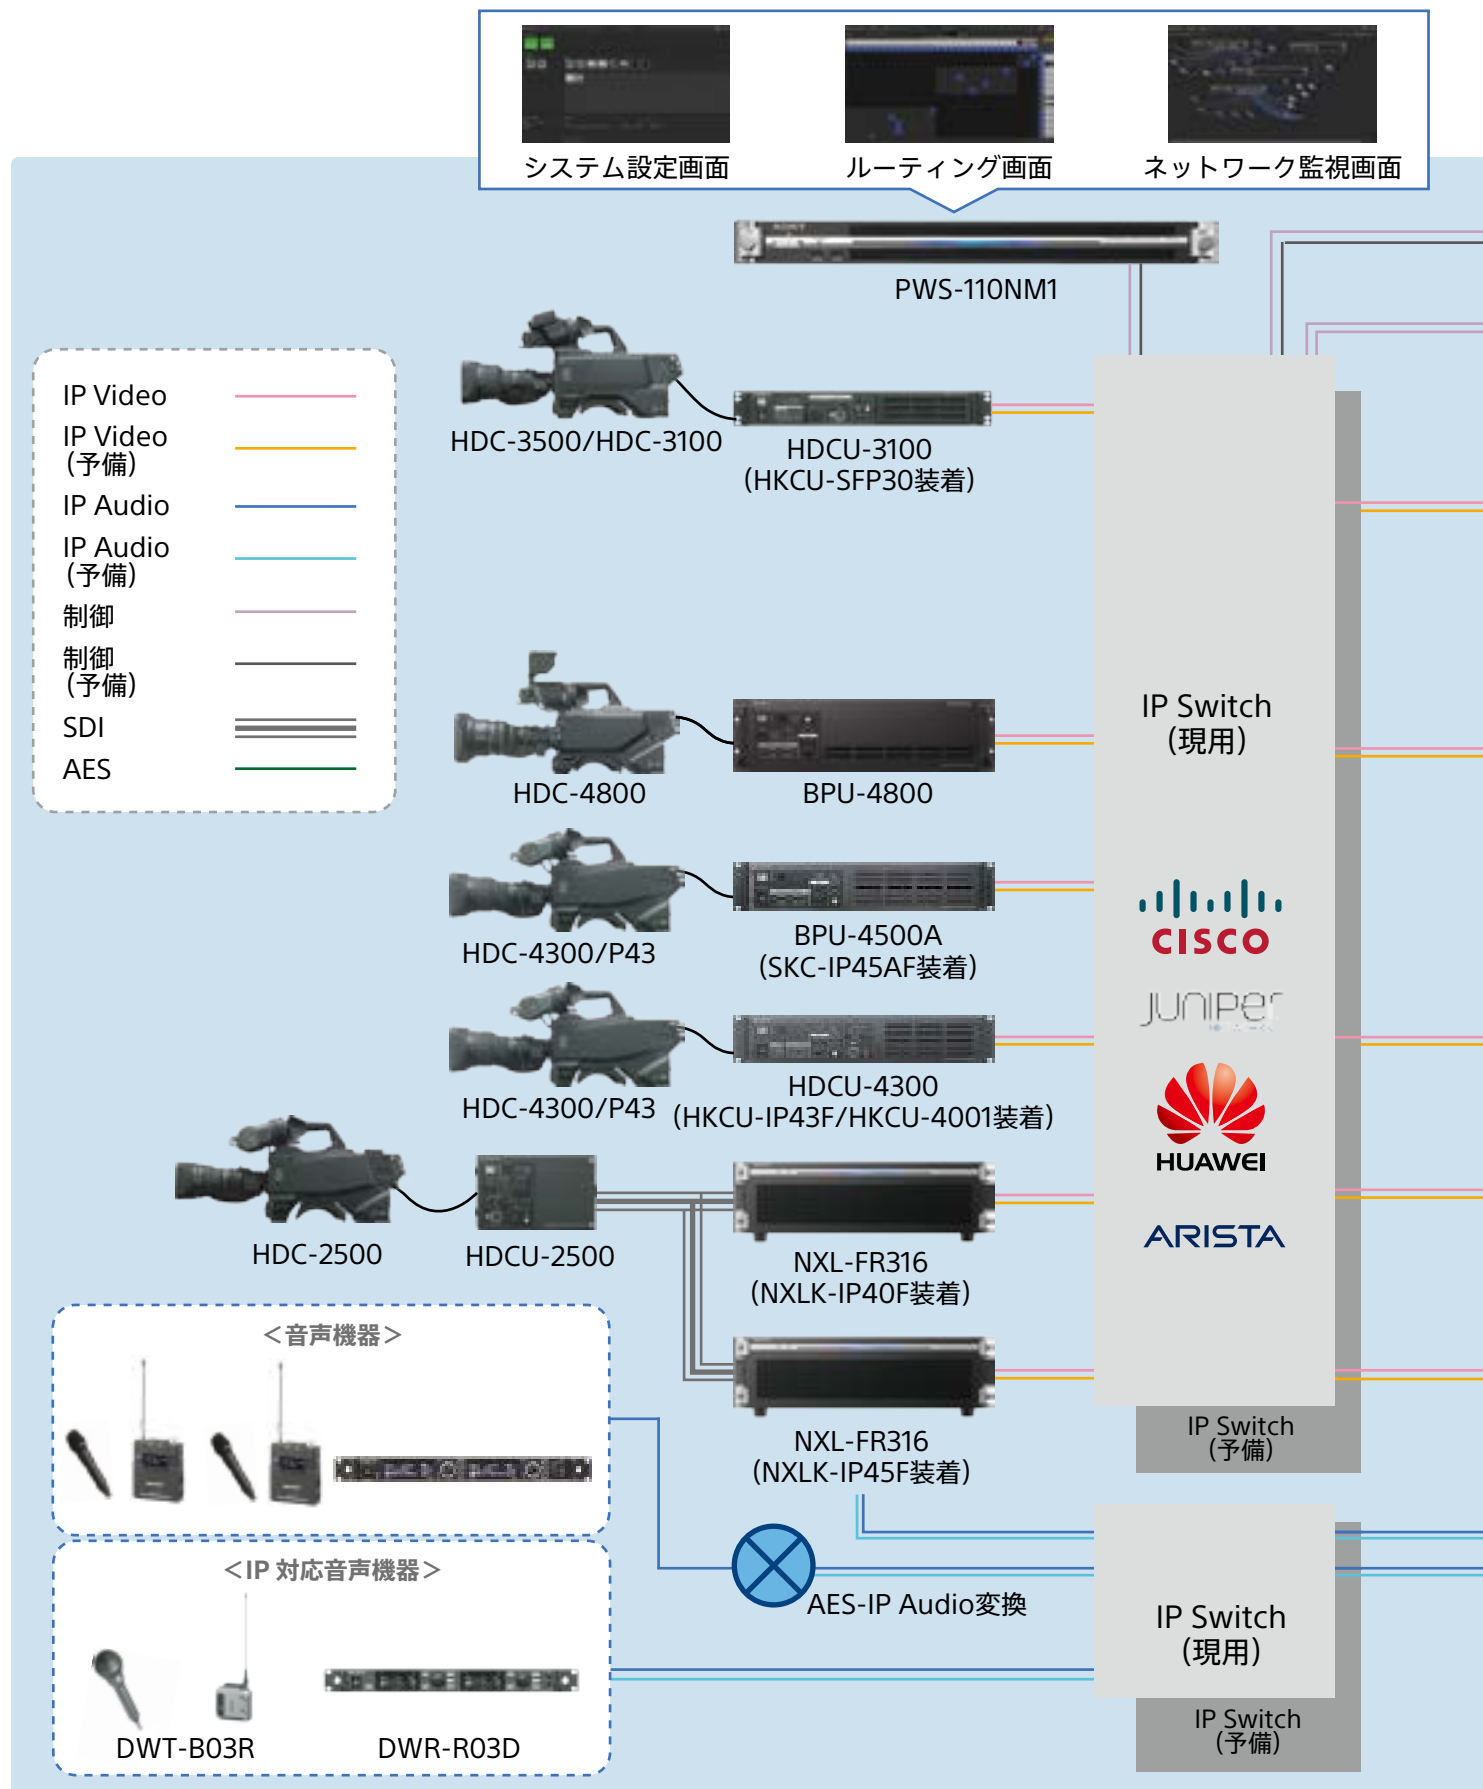 システム設定画面
ルーティング画面
ネットワーク監視画面
PWS-110NM1
IP Video
IP Video
(予備)
IP Audio
IP Audio
(予備)
制御
制御
(予備)
SDI
AES
HDC-3500/HDC-3100
HDCU-3100
(HKCU-SFP30装着)
HDC-4800
BPU-4800
HDC-4300/P43
BPU-4500A
(SKC-IP45AF装着)
HDC-4300/P43
HDCU-4300
(HKCU-IP43F/HKCU-4001装着)
HDC-2500
HDCU-2500
NXL-FR316
(NXLK-IP40F装着)
NXL-FR316
(NXLK-IP45F装着)
IP Switch
(現用)
CISCO
JUNIPer
HUAWEI
ARISTA
IP Switch
(予備)
＜音声機器＞
＜IP 対応音声機器＞
DWT-B03R
DWR-R03D
AES-IP Audio変換
IP Switch
(現用)
IP Switch
(予備)